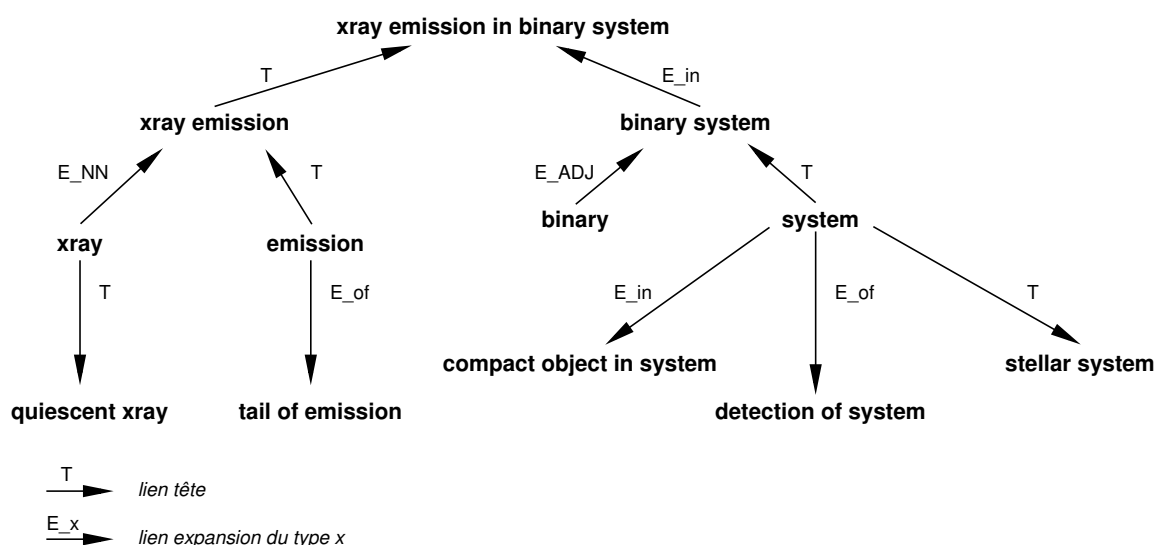 xray emission in binary system
T
E_in
xray emission
binary system
E_NN
T
E_ADJ
T
xray
emission
binary
system
T
E_of
E_in
E_of
T
compact object in system
stellar system
quiescent xray
tail of emission
detection of system
T
lien tête
E_x
lien expansion du type x